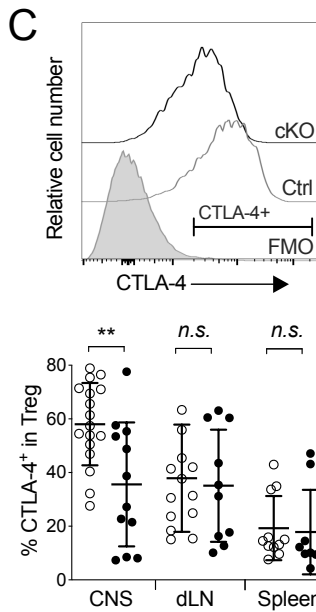 C
Relative cell number
cKO
Ctrl
CTLA-4+
FMO
CTLA-4
** n.s. n.s.
% CTLA-4+ in Treg
80
60
40
20
0
CNS dLN Spleen